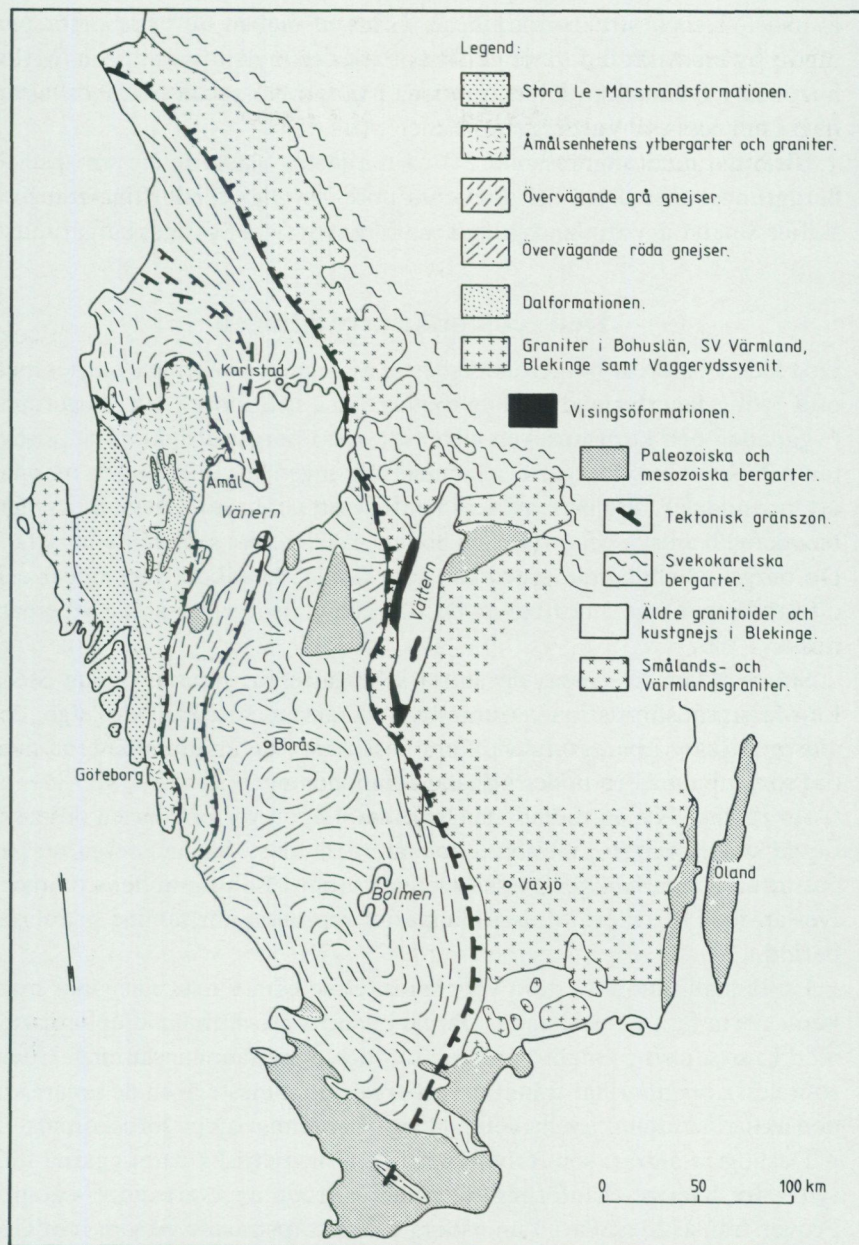 Legend:
Stora Le-Marstrandsformationen.
Åmålsenhetens ytbergarter och graniter.
Övervägande grå gnejser.
Övervägande röda gnejser.
Dalformationen.
Graniter i Bohuslän, SV Värmland,
Blekinge samt Vaggerydssyenit.
Visingsöformationen.
Paleozoiska och
mesozoiska bergarter.
Tektonisk gränszon.
Svekokarelska
bergarter.
Äldre granitoider och
kustgnejs i Blekinge.
Smålands- och
Värmlandsgraniter.
Karlstad
Åmål
Vänern
Vättern
Borås
Göteborg
Bolmen
Växjö
Öland
0 50 100 km